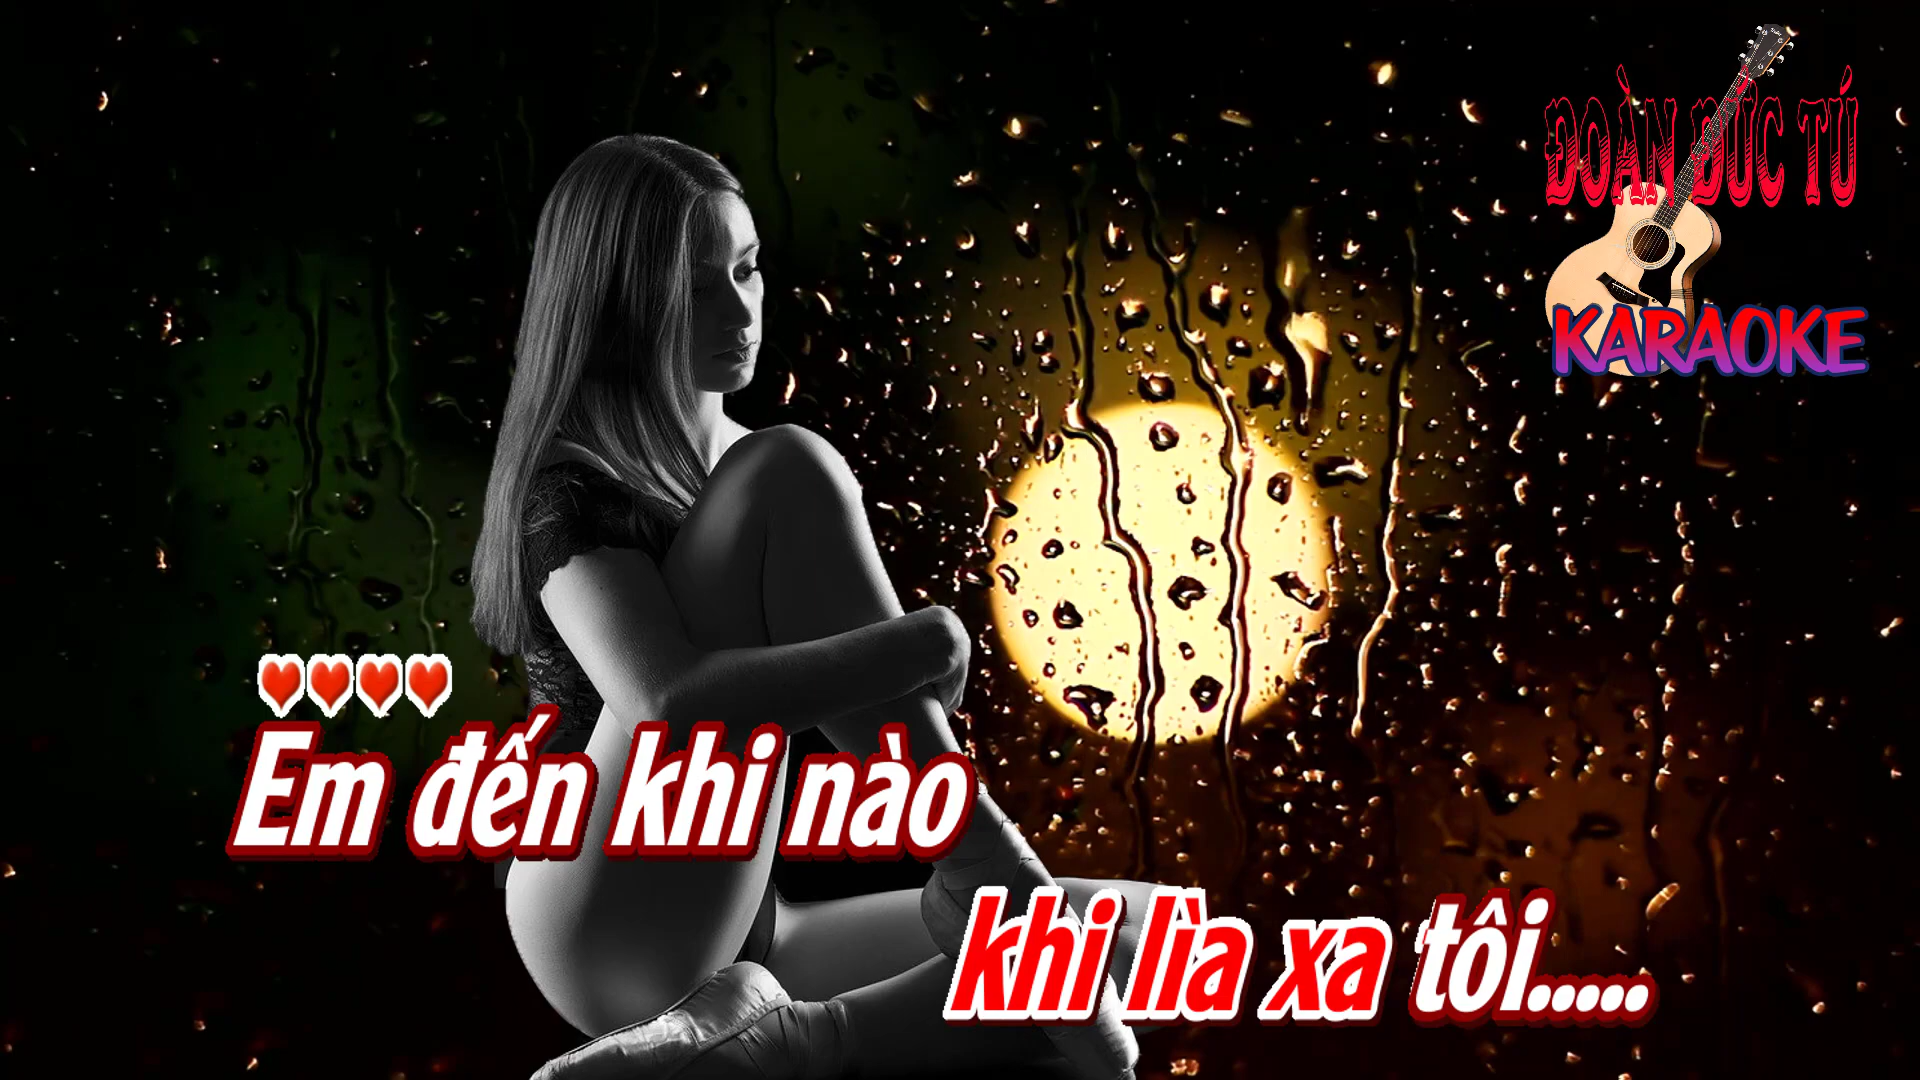 ĐOÀN ĐỨC TÚ
KARAOKE
Em đến khi nào
khi lìa xa tôi.....